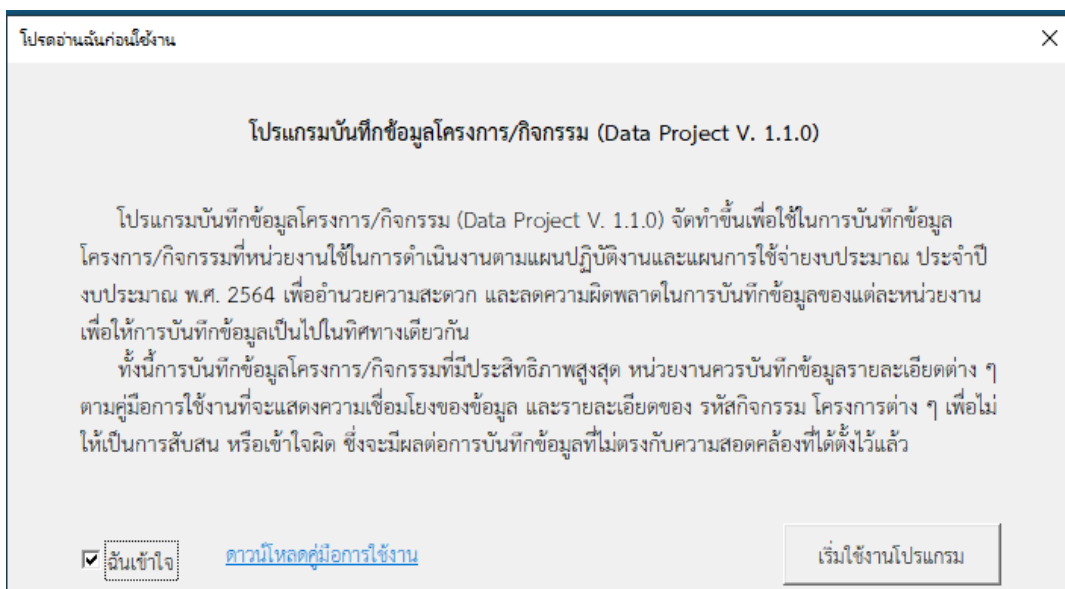 โปรดอ่านฉันก่อนใช้งาน
โปรแกรมบันทึกข้อมูลโครงการ/กิจกรรม (Data Project V. 1.1.0)
โปรแกรมบันทึกข้อมูลโครงการ/กิจกรรม (Data Project V. 1.1.0) จัดทำขึ้นเพื่อใช้ในการบันทึกข้อมูล
โครงการ/กิจกรรมที่หน่วยงานใช้ในการดำเนินงานตามแผนปฏิบัติงานและแผนการใช้จ่ายงบประมาณ ประจำปี
งบประมาณ พ.ศ. 2564 เพื่ออำนวยความสะดวก และลดความผิดพลาดในการบันทึกข้อมูลของแต่ละหน่วยงาน
เพื่อให้การบันทึกข้อมูลเป็นไปในทิศทางเดียวกัน
ทั้งนี้การบันทึกข้อมูลโครงการ/กิจกรรมที่มีประสิทธิภาพสูงสุด หน่วยงานควรบันทึกข้อมูลรายละเอียดต่าง ๆ
ตามคู่มือการใช้งานที่จะแสดงความเชื่อมโยงของข้อมูล และรายละเอียดของ รหัสกิจกรรม โครงการต่าง ๆ เพื่อไม่
ให้เป็นการสับสน หรือเข้าใจผิด ซึ่งจะมีผลต่อการบันทึกข้อมูลที่ไม่ตรงกับความสอดคล้องที่ได้ตั้งไว้แล้ว
ฉันเข้าใจ ดาวน์โหลดคู่มือการใช้งาน เริ่มใช้งานโปรแกรม